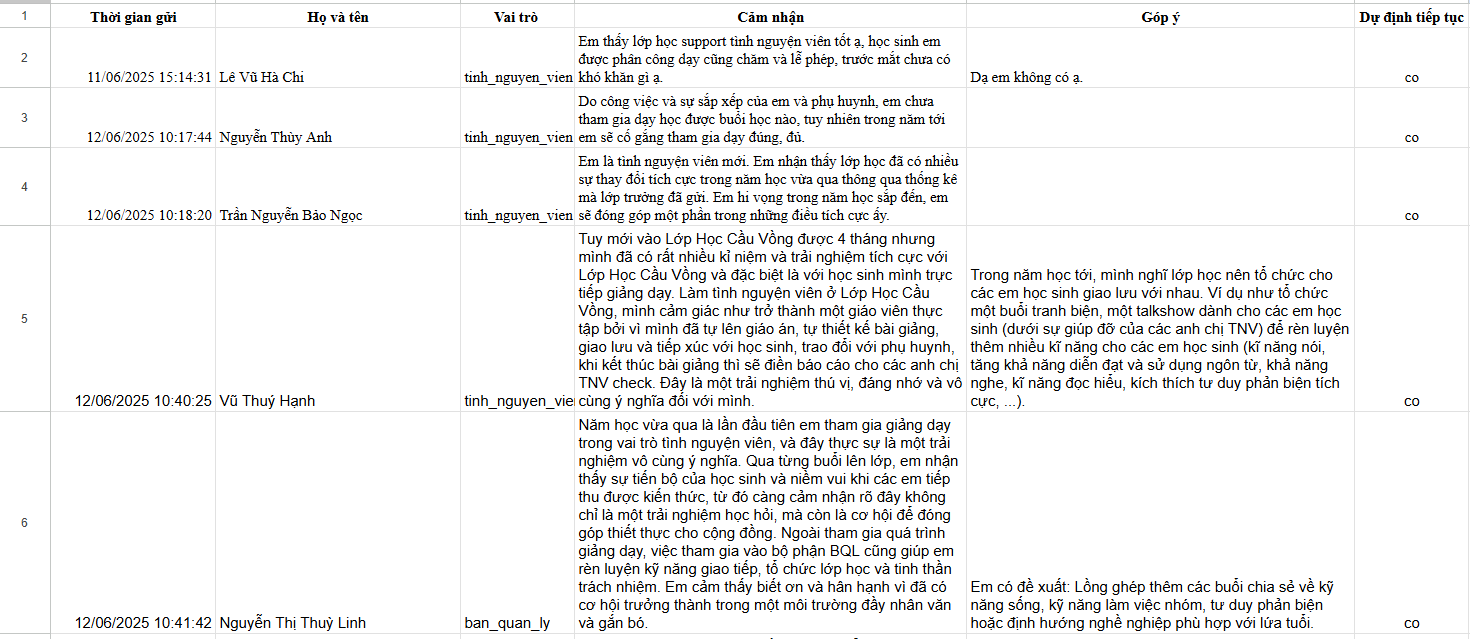 1 Thời gian gửi Họ và tên Vai trò Cảm nhận Góp ý Dự định tiếp tục
Em thấy lớp học support tình nguyện viên tốt ạ, học sinh em
được phân công dạy cũng chăm và lễ phép, trước mắt chưa có
2 11/06/2025 15:14:31 Lê Vũ Hà Chi tinh_nguyen_vien khó khăn gì ạ. Dạ em không có ạ. co
Do công việc và sự sắp xếp của em và phụ huynh, em chưa
tham gia dạy học được buổi học nào, tuy nhiên trong năm tới
3 12/06/2025 10:17:44 Nguyễn Thùy Anh tinh_nguyen_vien em sẽ cố gắng tham gia dạy đúng, đủ. co
Em là tình nguyện viên mới. Em nhận thấy lớp học đã có nhiều
sự thay đổi tích cực trong năm học vừa qua thông qua thống kê
mà lớp trưởng đã gửi. Em hi vọng trong năm học sắp đến, em
4 12/06/2025 10:18:20 Trần Nguyễn Bảo Ngọc tinh_nguyen_vien sẽ đóng góp một phần trong những điều tích cực ấy. co
Tuy mới vào Lớp Học Cầu Vồng được 4 tháng nhưng
mình đã có rất nhiều kỉ niệm và trải nghiệm tích cực với
Lớp Học Cầu Vồng và đặc biệt là với học sinh mình trực
tiếp giảng dạy. Làm tình nguyện viên ở Lớp Học Cầu
Vồng, mình cảm giác như trở thành một giáo viên thực
tập bởi vì mình đã tự lên giáo án, tự thiết kế bài giảng,
giao lưu và tiếp xúc với học sinh, trao đổi với phụ huynh,
khi kết thúc bài giảng thì sẽ điền báo cáo cho các anh chị
TNV check. Đây là một trải nghiệm thú vị, đáng nhớ và vô
5 12/06/2025 10:40:25 Vũ Thuý Hạnh tinh_nguyen_vie cùng ý nghĩa đối với mình.
Trong năm học tới, mình nghĩ lớp học nên tổ chức cho
các em học sinh giao lưu với nhau. Ví dụ như tổ chức
một buổi tranh biện, một talkshow dành cho các em học
sinh (dưới sự giúp đỡ của các anh chị TNV) để rèn luyện
thêm nhiều kĩ năng cho các em học sinh (kĩ năng nói,
tăng khả năng diễn đạt và sử dụng ngôn từ, khả năng
nghe, kĩ năng đọc hiểu, kích thích tư duy phản biện tích
cực, ...). co
Năm học vừa qua là lần đầu tiên em tham gia giảng dạy
trong vai trò tình nguyện viên, và đây thực sự là một trải
nghiệm vô cùng ý nghĩa. Qua từng buổi lên lớp, em nhận
thấy sự tiến bộ của học sinh và niềm vui khi các em tiếp
thu được kiến thức, từ đó càng cảm nhận rõ đây không
chỉ là một trải nghiệm học hỏi, mà còn là cơ hội để đóng
góp thiết thực cho cộng đồng. Ngoài tham gia quá trình
giảng dạy, việc tham gia vào bộ phận BQL cũng giúp em
rèn luyện kỹ năng giao tiếp, tổ chức lớp học và tinh thần
trách nhiệm. Em cảm thấy biết ơn và hân hạnh vì đã có
cơ hội trưởng thành trong một môi trường đầy nhân văn
6 12/06/2025 10:41:42 Nguyễn Thị Thuỳ Linh ban_quan_ly và gắn bó.
Em có đề xuất: Lồng ghép thêm các buổi chia sẻ về kỹ
năng sống, kỹ năng làm việc nhóm, tư duy phản biện
hoặc định hướng nghề nghiệp phù hợp với lứa tuổi. co